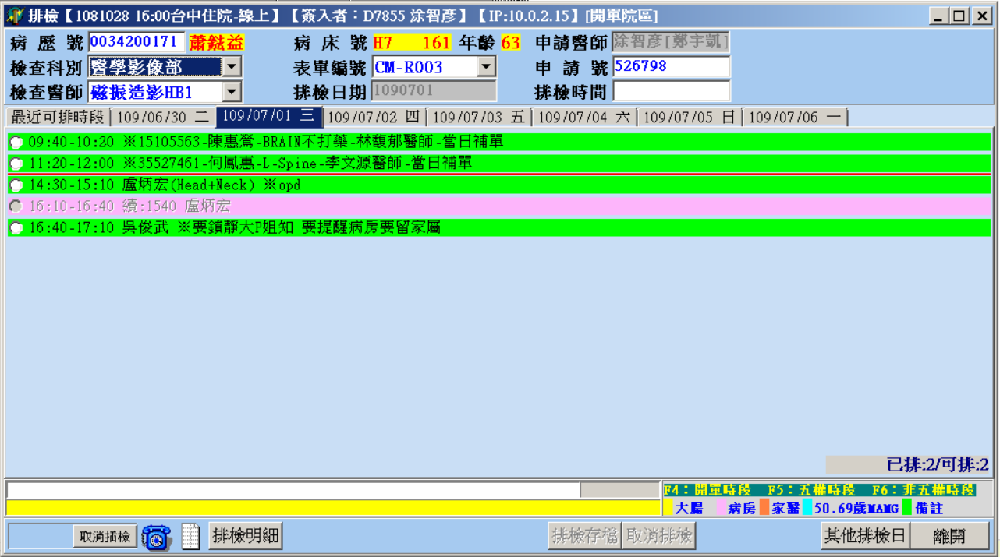 排檢【1081028 16:00台中住院-線上】【簽入者：D7855 涂智彥】【IP:10.0.2.15】[開單院區]
病歷號 0034200171 蕭鎰益 病床號 H7 161 年齡 63 申請醫師 涂智彥[鄭宇凱]
檢查科別 醫學影像部 表單編號 CM-R003 申請號 526798
檢查醫師 磁振造影HB1 排檢日期 1090701 排檢時間
最近可排時段 109/06/30 二 109/07/01 三 109/07/02 四 109/07/03 五 109/07/04 六 109/07/05 日 109/07/06 一
09:40-10:20 ※15105563-陳惠鶯-BRAIN不打藥-林馥郁醫師-當日補單
11:20-12:00 ※35527461-何鳳惠-L-Spine-李文源醫師-當日補單
14:30-15:10 盧炳宏(Head+Neck) ※opd
16:10-16:40 續:1540 盧炳宏
16:40-17:10 吳俊武 ※要鎮靜大P姐知 要提醒病房要留家屬
已排:2/可排:2
F4：開單時段 F5：五權時段 F6：非五權時段
大腸 病房 家醫 50.69歲MAMG 備註
取消插檢 排檢明細 排檢存檔 取消排檢 其他排檢日 離開